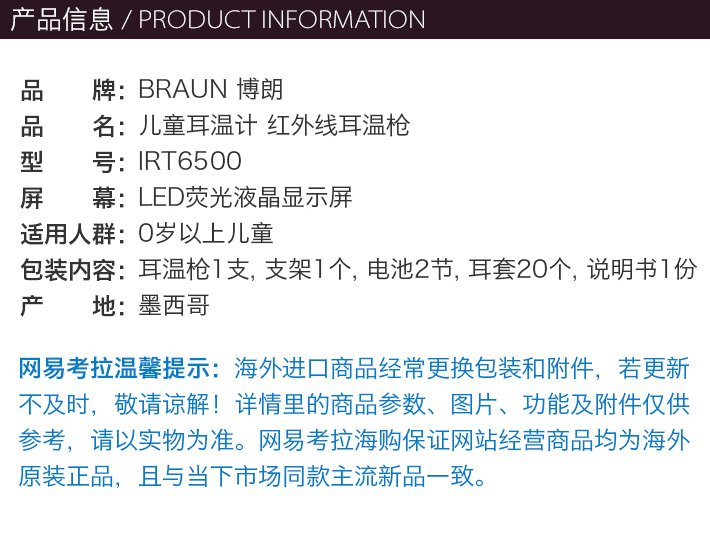 产品信息 / PRODUCT INFORMATION
品 牌：BRAUN 博朗
品 名：儿童耳温计 红外线耳温枪
型 号：IRT6500
屏 幕：LED荧光液晶显示屏
适用人群：0岁以上儿童
包装内容：耳温枪1支, 支架1个, 电池2节, 耳套20个, 说明书1份
产 地：墨西哥
网易考拉温馨提示：海外进口商品经常更换包装和附件，若更新
不及时，敬请谅解！详情里的商品参数、图片、功能及附件仅供
参考，请以实物为准。网易考拉海购保证网站经营商品均为海外
原装正品，且与当下市场同款主流新品一致。